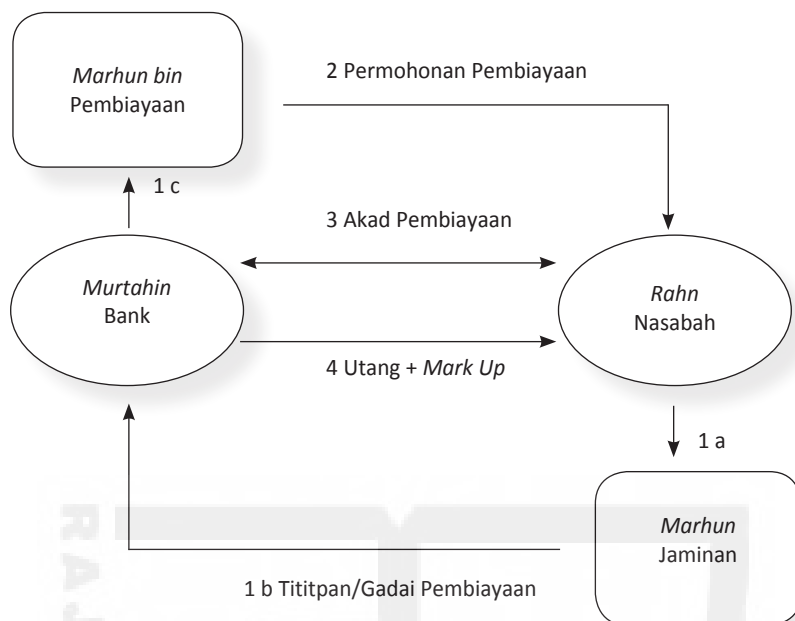 Marhun bin
Pembiayaan
2 Permohonan Pembiayaan
1 c
3 Akad Pembiayaan
Murtahin
Bank
Rahn
Nasabah
4 Utang + Mark Up
1 a
Marhun
Jaminan
1 b Tititpan/Gadai Pembiayaan
RAJ